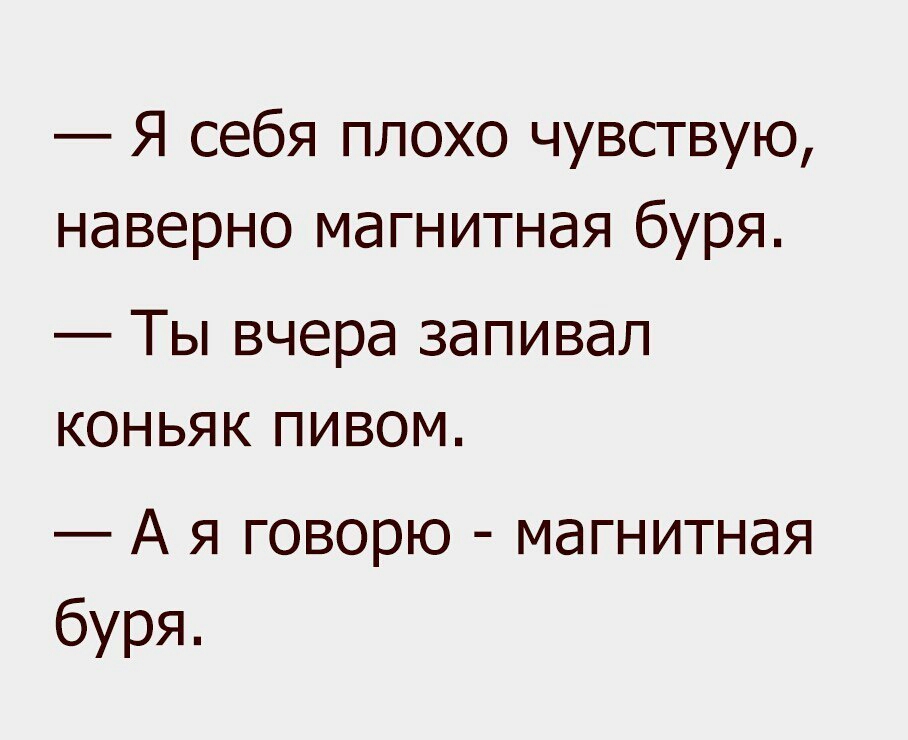 — Я себя плохо чувствую,
наверно магнитная буря.
— Ты вчера запивал
коньяк пивом.
— А я говорю - магнитная
буря.